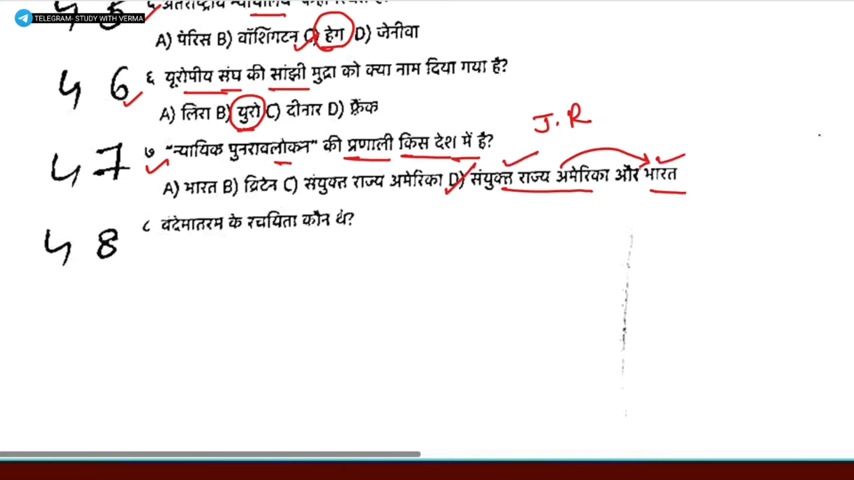 TELEGRAM- STUDY WITH VERMA
A) पेरिस B) वॉशिंगटन C) हेग D) जेनीवा
46 ६ यूरोपीय संघ की सांझी मुद्रा को क्या नाम दिया गया है?
A) लिरा B) युरो C) दीनार D) फ्रैंक
J.R
47 ७ "न्यायिक पुनरावलोकन" की प्रणाली किस देश में है?
A) भारत B) ब्रिटेन C) संयुक्त राज्य अमेरिका D) संयुक्त राज्य अमेरिका और भारत
48 ८ वंदेमातरम के रचयिता कौन थे?